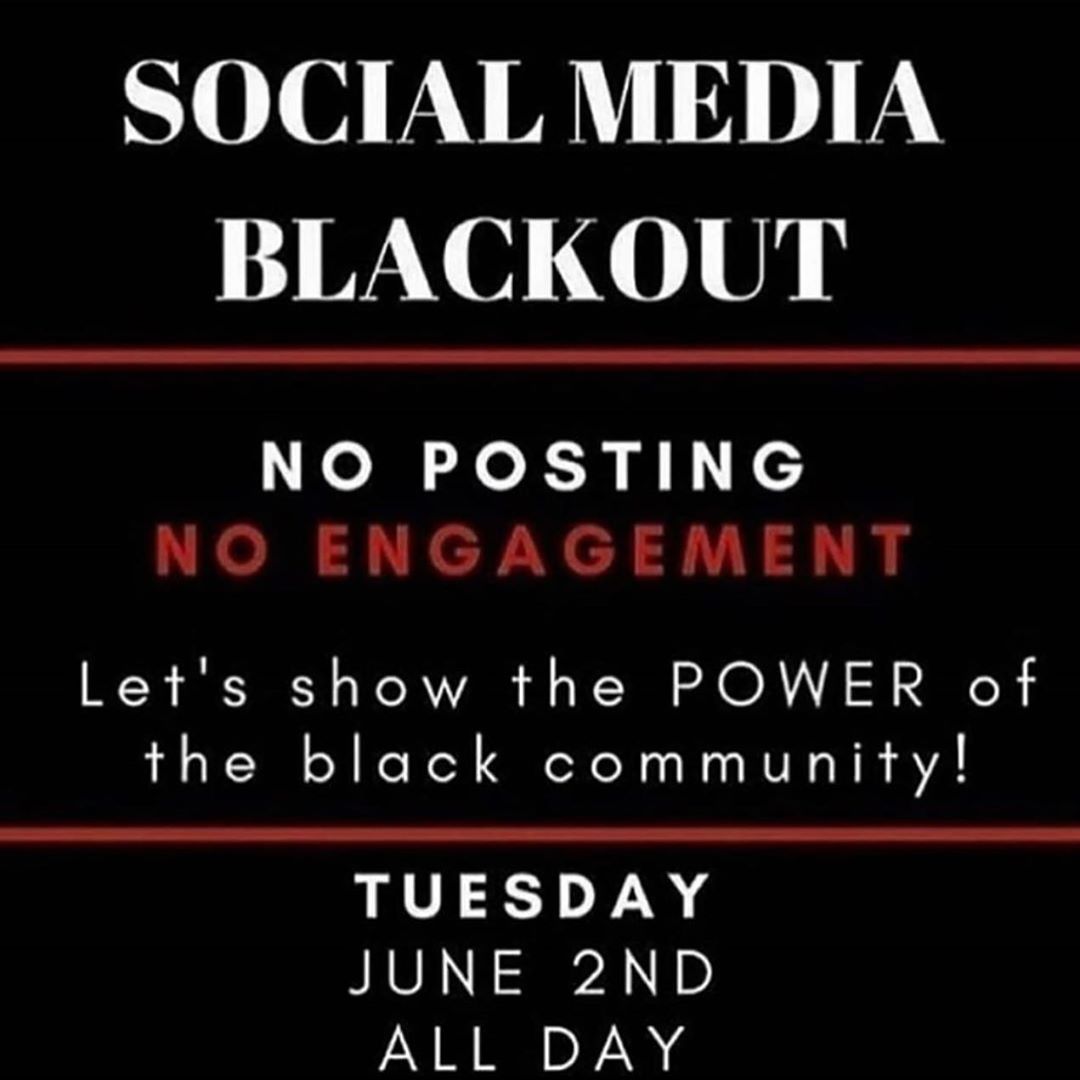 SOCIAL MEDIA
BLACKOUT
NO POSTING
NO ENGAGEMENT
Let's show the POWER of
the black community!
TUESDAY
JUNE 2ND
ALL DAY